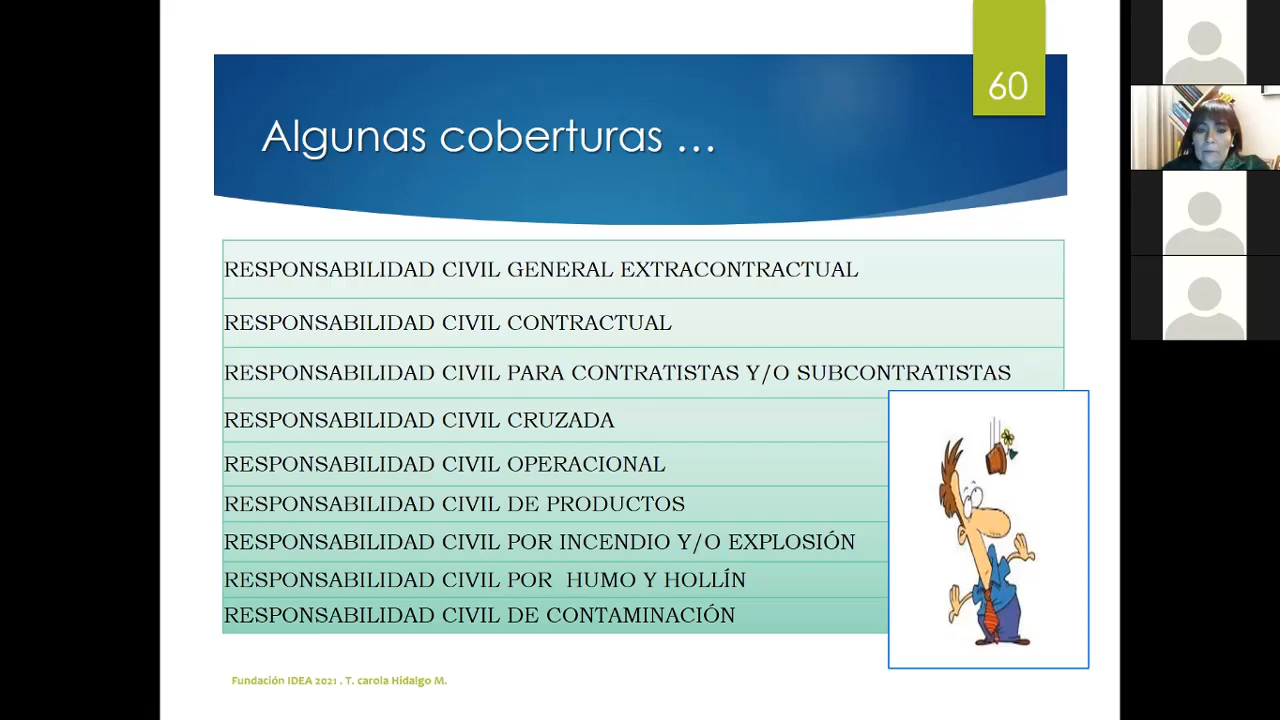 60
Algunas coberturas ...
RESPONSABILIDAD CIVIL GENERAL EXTRACONTRACTUAL
RESPONSABILIDAD CIVIL CONTRACTUAL
RESPONSABILIDAD CIVIL PARA CONTRATISTAS Y/O SUBCONTRATISTAS
RESPONSABILIDAD CIVIL CRUZADA
RESPONSABILIDAD CIVIL OPERACIONAL
RESPONSABILIDAD CIVIL DE PRODUCTOS
RESPONSABILIDAD CIVIL POR INCENDIO Y/O EXPLOSIÓN
RESPONSABILIDAD CIVIL POR HUMO Y HOLLÍN
RESPONSABILIDAD CIVIL DE CONTAMINACIÓN
Fundación IDEA 2021 . T. carola Hidalgo M.